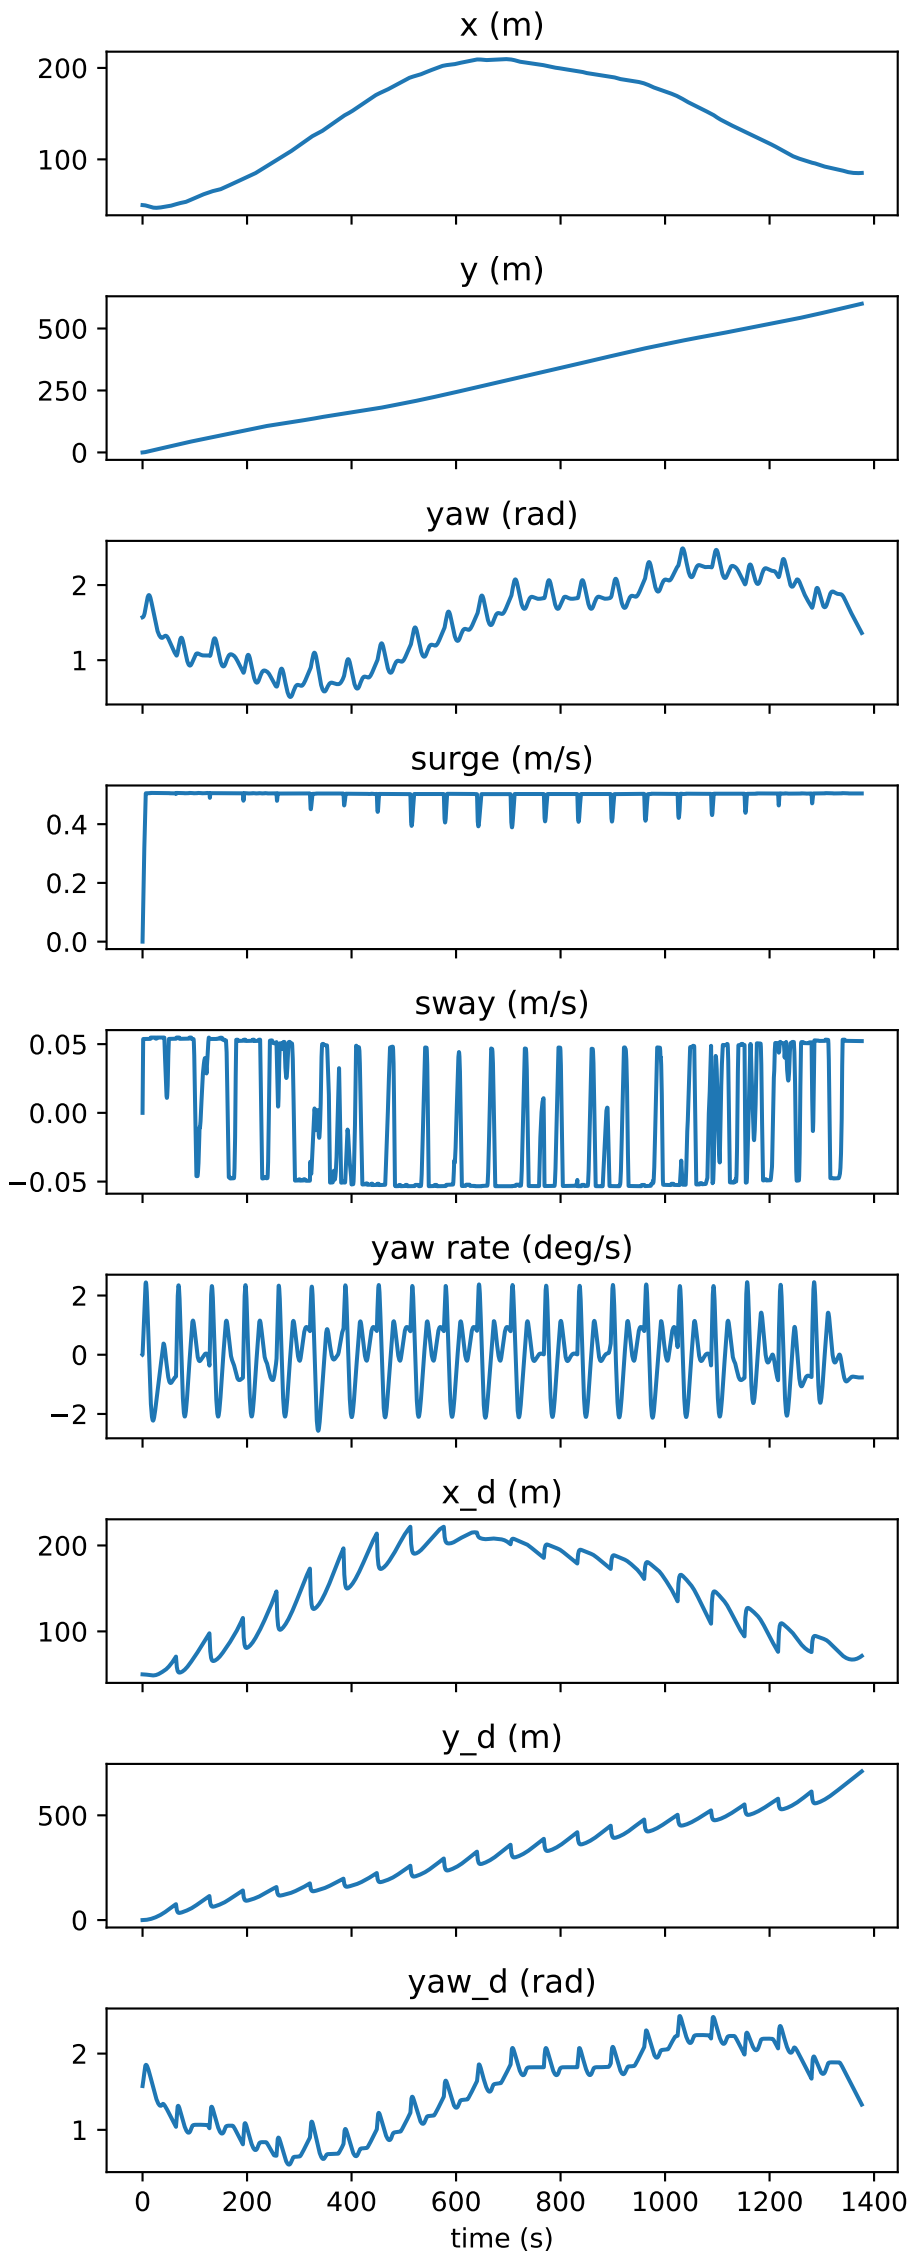 x (m)
200
100
y (m)
500
250
0
yaw (rad)
2
1
surge (m/s)
0.4
0.2
0.0
sway (m/s)
0.05
0.00
−0.05
yaw rate (deg/s)
2
0
−2
x_d (m)
200
100
y_d (m)
500
0
yaw_d (rad)
2
1
0 200 400 600 800 1000 1200 1400
time (s)